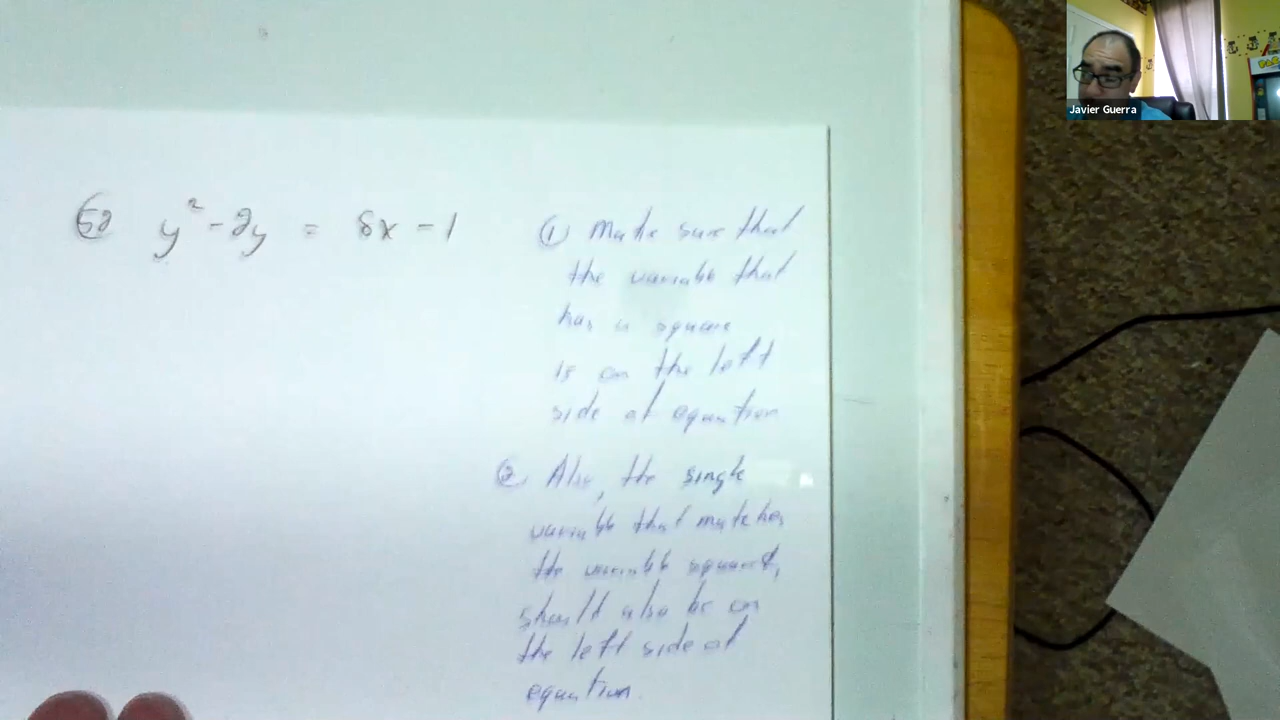 Javier Guerra
52 y² - 2y = 8x - 1
① Make sure that
the variable that
has a square
is on the left
side of equation
② Also, the single
variable that matches
the variable squared,
should also be on
the left side of
equation.